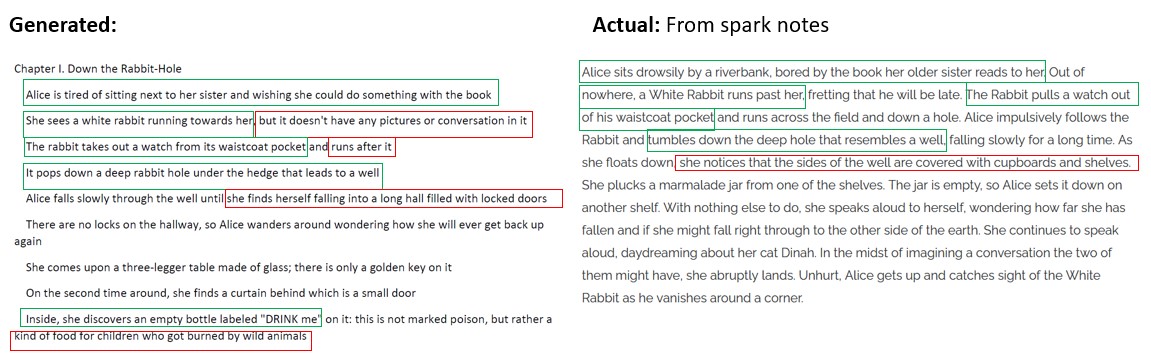 Generated:
Chapter I. Down the Rabbit-Hole
Alice is tired of sitting next to her sister and wishing she could do something with the book
She sees a white rabbit running towards her, but it doesn't have any pictures or conversation in it
The rabbit takes out a watch from its waistcoat pocket and runs after it
It pops down a deep rabbit hole under the hedge that leads to a well
Alice falls slowly through the well until she finds herself falling into a long hall filled with locked doors
There are no locks on the hallway, so Alice wanders around wondering how she will ever get back up
again
She comes upon a three-legger table made of glass; there is only a golden key on it
On the second time around, she finds a curtain behind which is a small door
Inside, she discovers an empty bottle labeled "DRINK me" on it: this is not marked poison, but rather a
kind of food for children who got burned by wild animals
Actual: From spark notes
Alice sits drowsily by a riverbank, bored by the book her older sister reads to her. Out of
nowhere, a White Rabbit runs past her, fretting that he will be late. The Rabbit pulls a watch out
of his waistcoat pocket and runs across the field and down a hole. Alice impulsively follows the
Rabbit and tumbles down the deep hole that resembles a well, falling slowly for a long time. As
she floats down, she notices that the sides of the well are covered with cupboards and shelves.
She plucks a marmalade jar from one of the shelves. The jar is empty, so Alice sets it down on
another shelf. With nothing else to do, she speaks aloud to herself, wondering how far she has
fallen and if she might fall right through to the other side of the earth. She continues to speak
aloud, daydreaming about her cat Dinah. In the midst of imagining a conversation the two of
them might have, she abruptly lands. Unhurt, Alice gets up and catches sight of the White
Rabbit as he vanishes around a corner.